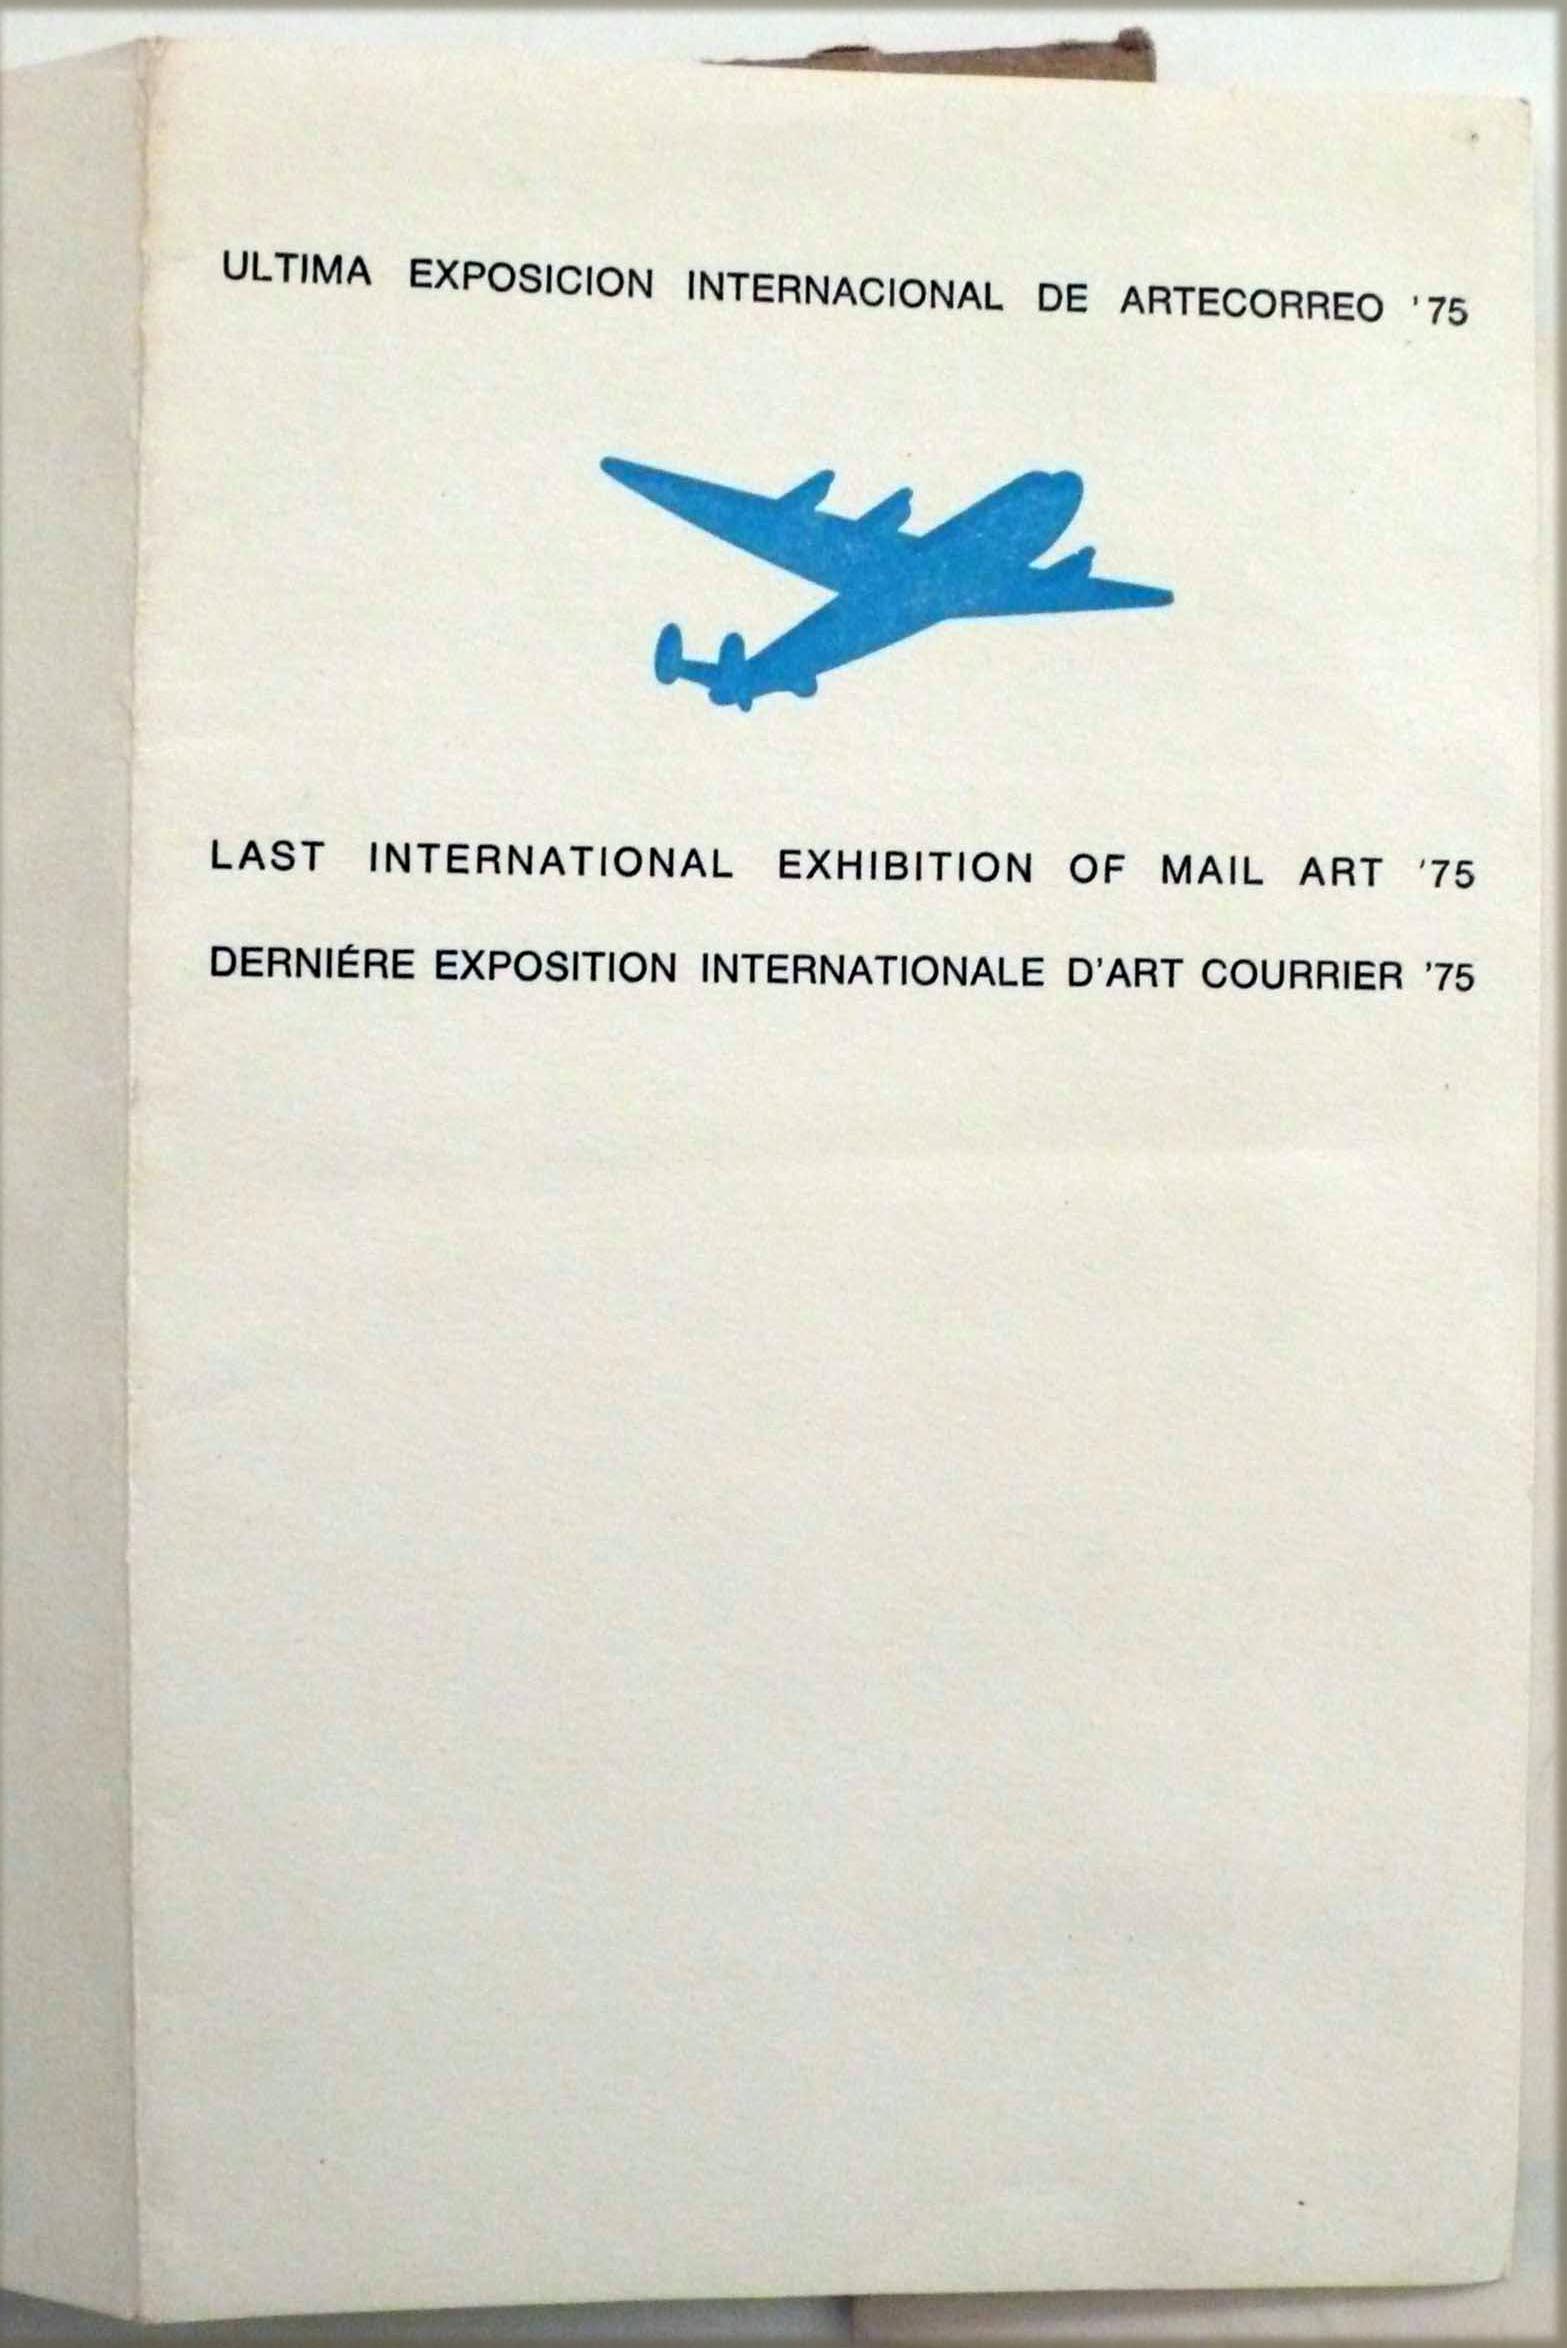 ULTIMA EXPOSICION INTERNACIONAL DE ARTECORREO '75
LAST INTERNATIONAL EXHIBITION OF MAIL ART '75
DERNIÉRE EXPOSITION INTERNATIONALE D'ART COURRIER '75